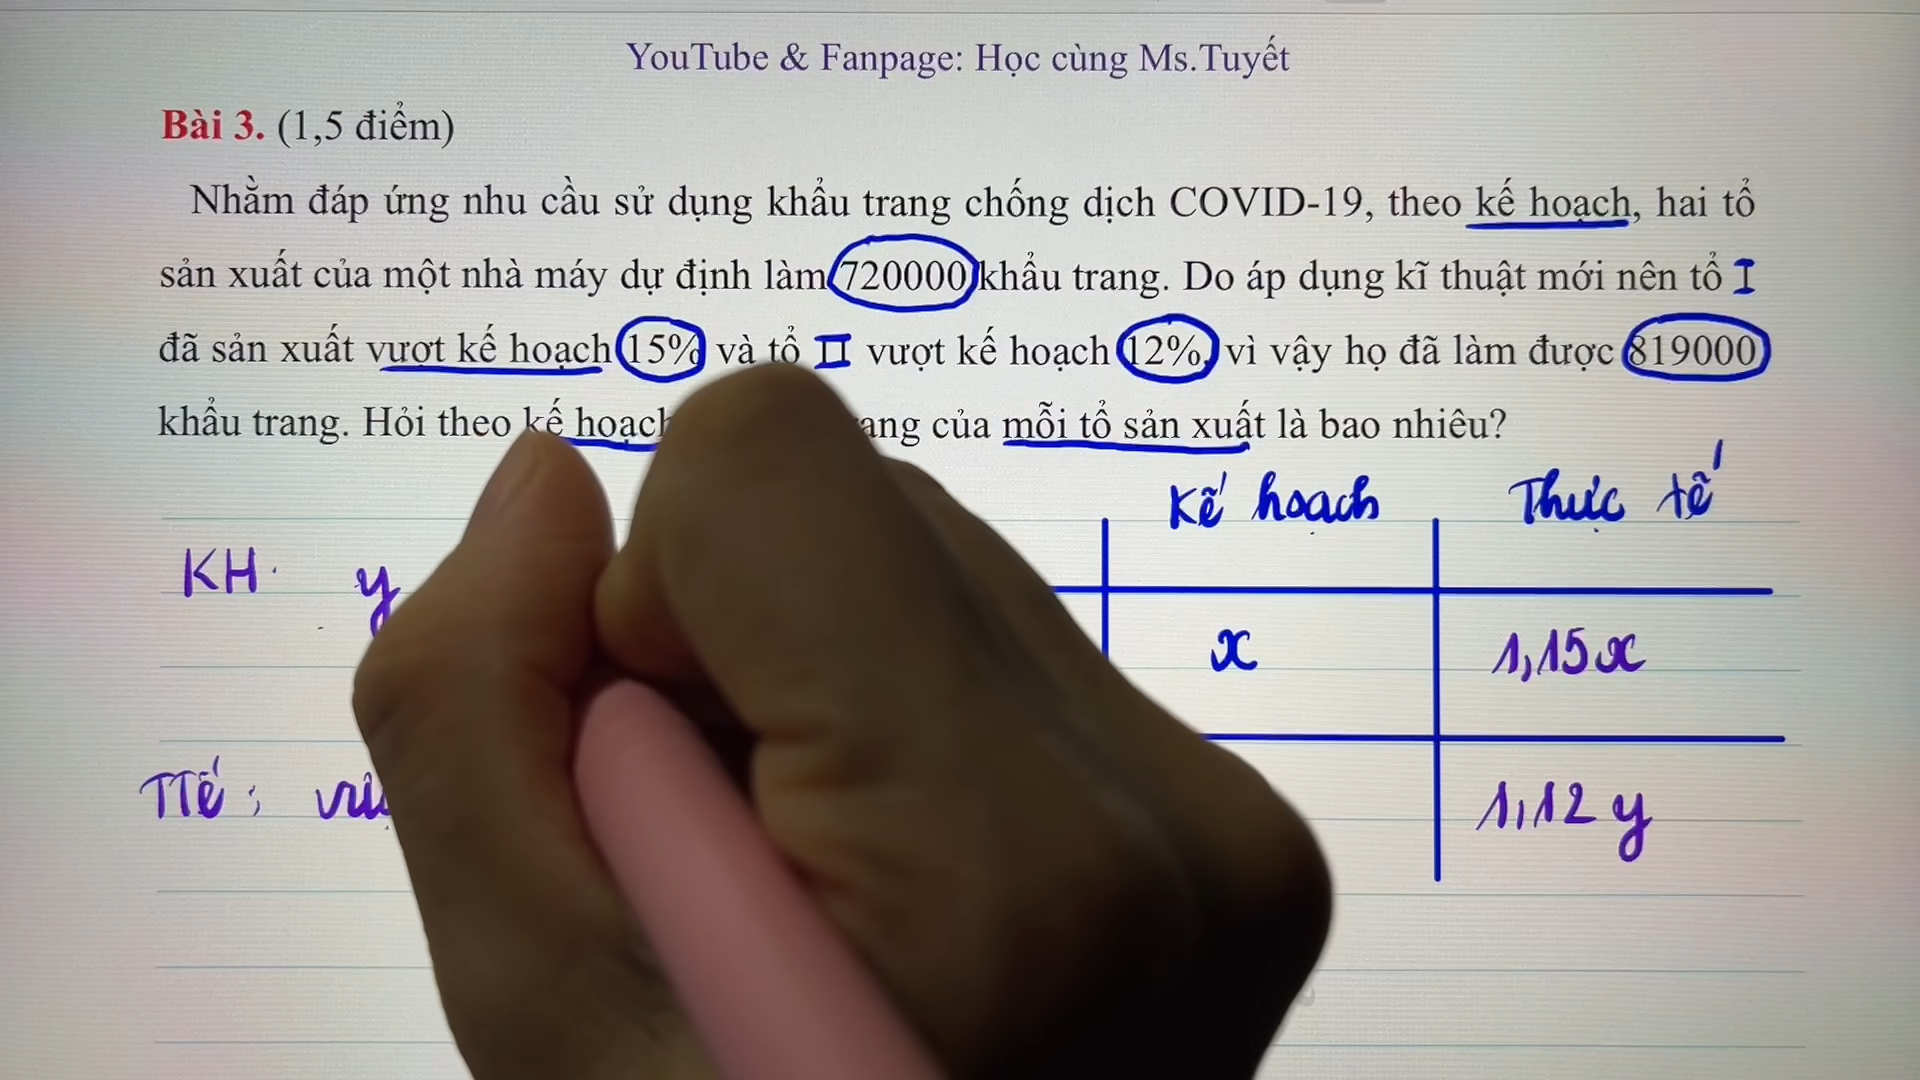 YouTube & Fanpage: Học cùng Ms.Tuyết
Bài 3. (1,5 điểm)
Nhằm đáp ứng nhu cầu sử dụng khẩu trang chống dịch COVID-19, theo kế hoạch, hai tổ
sản xuất của một nhà máy dự định làm 720000 khẩu trang. Do áp dụng kĩ thuật mới nên tổ I
đã sản xuất vượt kế hoạch 15% và tổ II vượt kế hoạch 12%, vì vậy họ đã làm được 819000
khẩu trang. Hỏi theo kế hoạch của mỗi tổ sản xuất là bao nhiêu?
Kế hoạch Thực tế
KH. y
x 1,15x
TTế:
1,12y